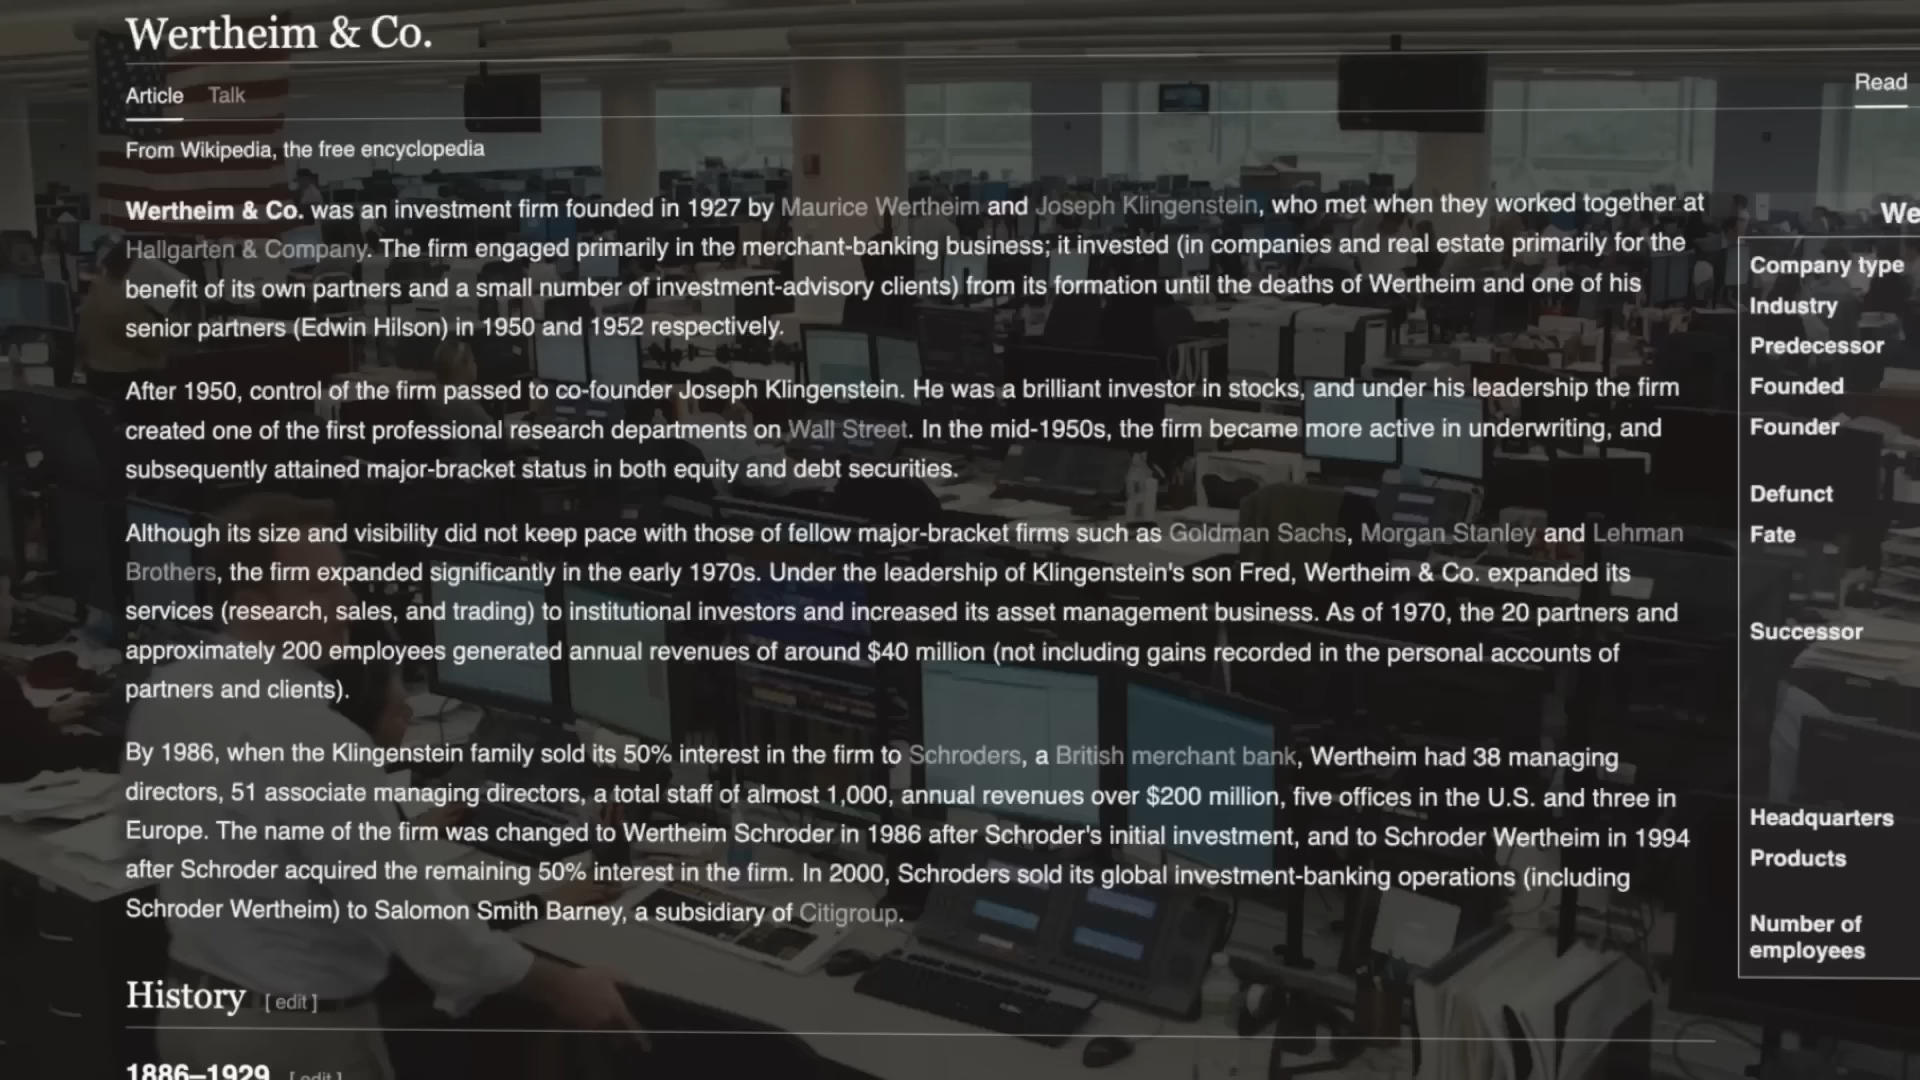 Wertheim & Co.
Article Talk
Read
From Wikipedia, the free encyclopedia
Wertheim & Co. was an investment firm founded in 1927 by Maurice Wertheim and Joseph Klingenstein, who met when they worked together at
Hallgarten & Company. The firm engaged primarily in the merchant-banking business; it invested (in companies and real estate primarily for the
benefit of its own partners and a small number of investment-advisory clients) from its formation until the deaths of Wertheim and one of his
senior partners (Edwin Hilson) in 1950 and 1952 respectively.
After 1950, control of the firm passed to co-founder Joseph Klingenstein. He was a brilliant investor in stocks, and under his leadership the firm
created one of the first professional research departments on Wall Street. In the mid-1950s, the firm became more active in underwriting, and
subsequently attained major-bracket status in both equity and debt securities.
Although its size and visibility did not keep pace with those of fellow major-bracket firms such as Goldman Sachs, Morgan Stanley and Lehman
Brothers, the firm expanded significantly in the early 1970s. Under the leadership of Klingenstein's son Fred, Wertheim & Co. expanded its
services (research, sales, and trading) to institutional investors and increased its asset management business. As of 1970, the 20 partners and
approximately 200 employees generated annual revenues of around $40 million (not including gains recorded in the personal accounts of
partners and clients).
By 1986, when the Klingenstein family sold its 50% interest in the firm to Schroders, a British merchant bank, Wertheim had 38 managing
directors, 51 associate managing directors, a total staff of almost 1,000, annual revenues over $200 million, five offices in the U.S. and three in
Europe. The name of the firm was changed to Wertheim Schroder in 1986 after Schroder's initial investment, and to Schroder Wertheim in 1994
after Schroder acquired the remaining 50% interest in the firm. In 2000, Schroders sold its global investment-banking operations (including
Schroder Wertheim) to Salomon Smith Barney, a subsidiary of Citigroup.
History [ edit ]
1886–1929 [ edit ]
We
Company type
Industry
Predecessor
Founded
Founder
Defunct
Fate
Successor
Headquarters
Products
Number of
employees